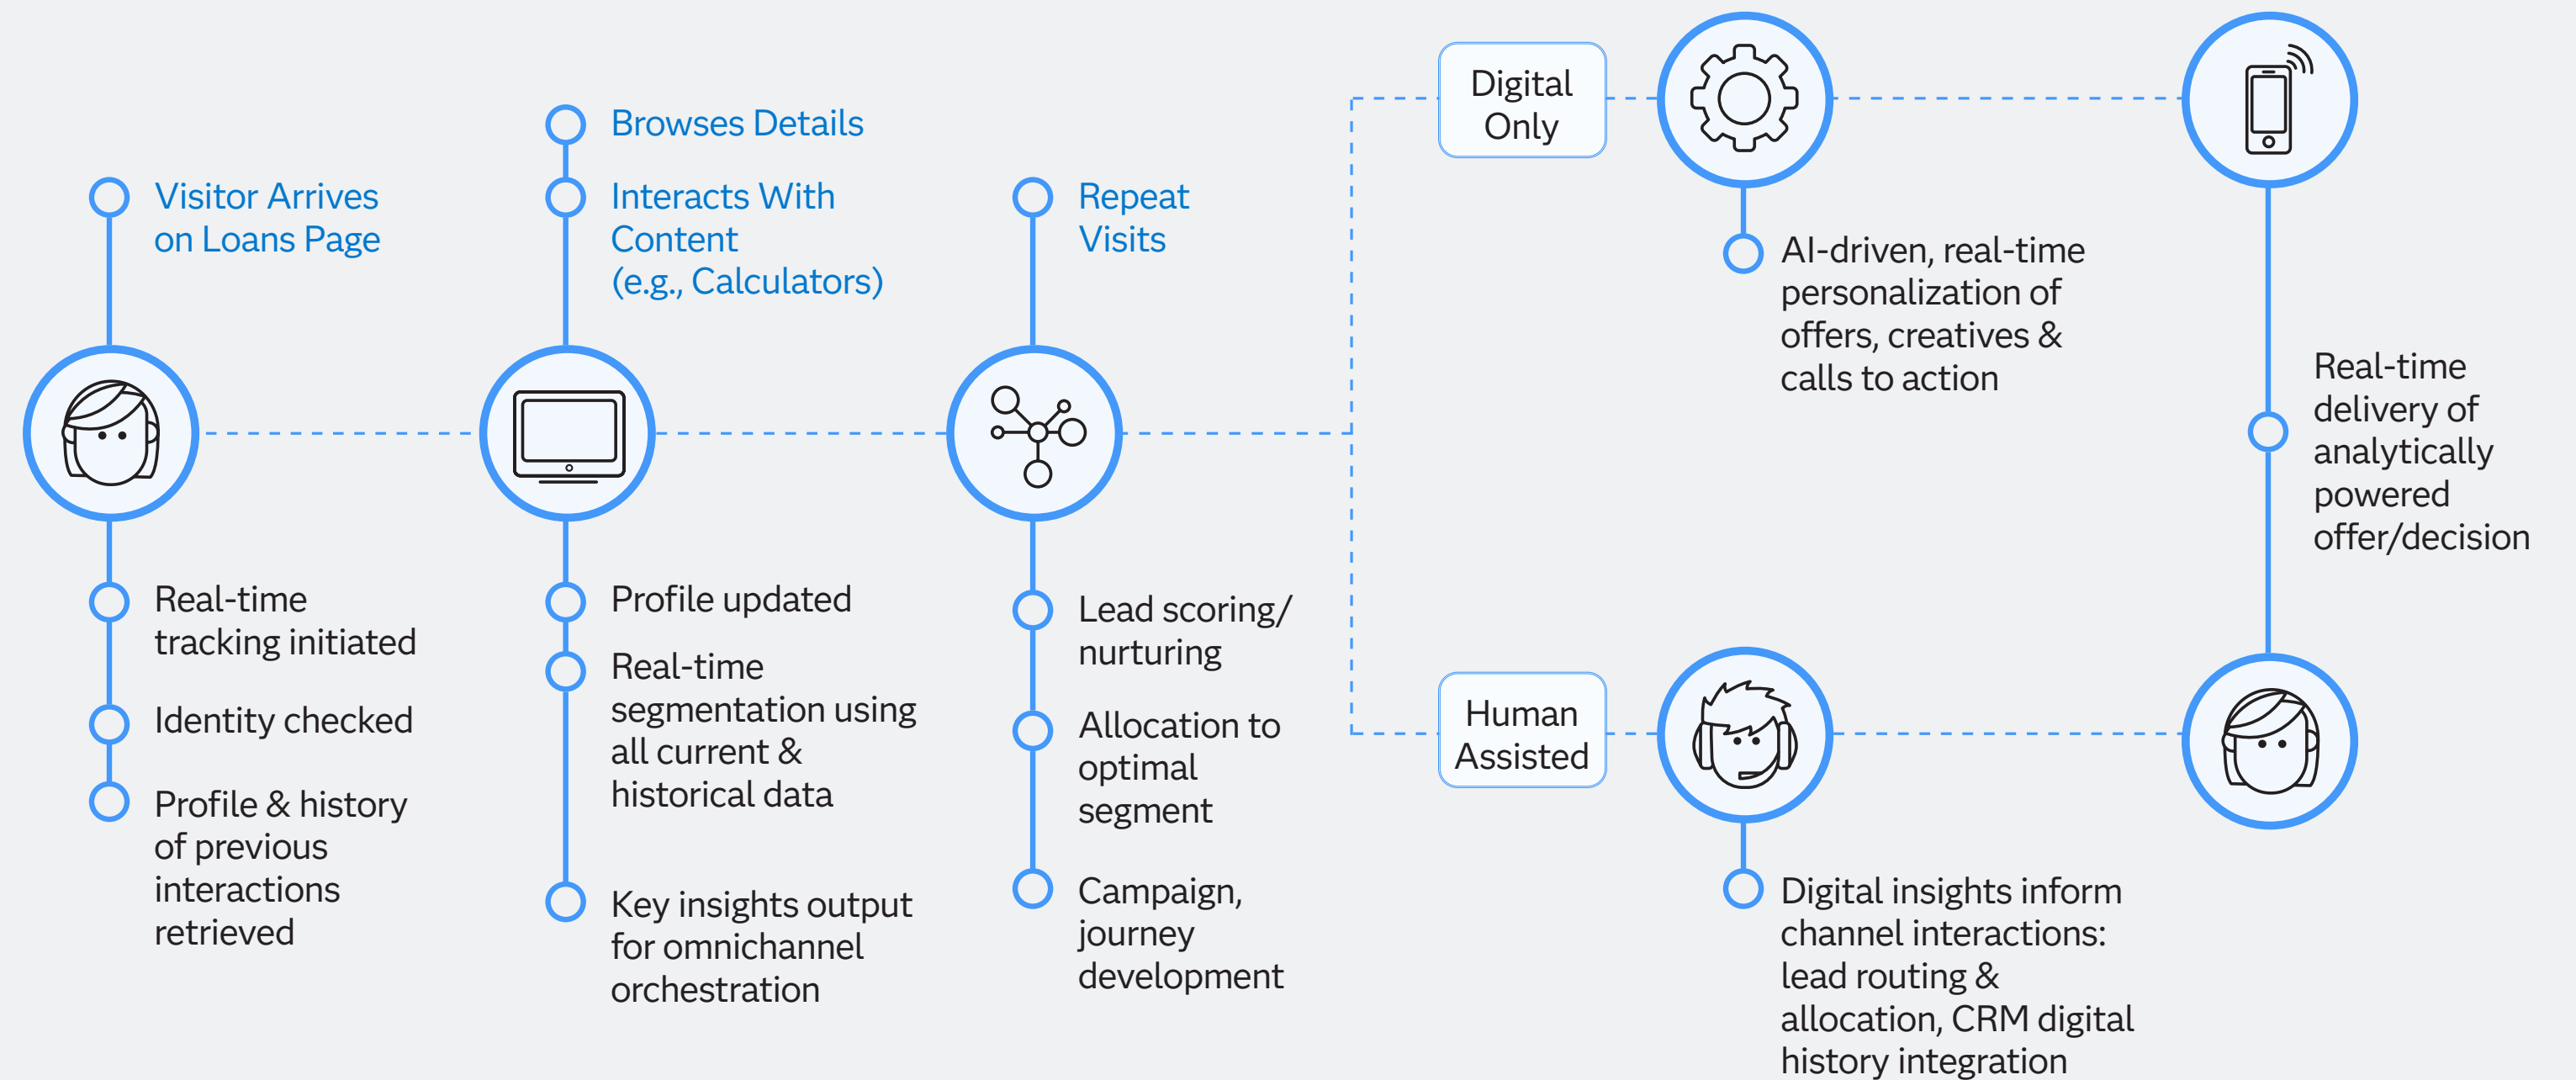 Visitor Arrives
on Loans Page
Real-time
tracking initiated
Identity checked
Profile & history
of previous
interactions
retrieved
Browses Details
Interacts With
Content
(e.g., Calculators)
Profile updated
Real-time
segmentation using
all current &
historical data
Key insights output
for omnichannel
orchestration
Repeat
Visits
Lead scoring/
nurturing
Allocation to
optimal
segment
Campaign,
journey
development
Digital
Only
AI-driven, real-time
personalization of
offers, creatives &
calls to action
Human
Assisted
Digital insights inform
channel interactions:
lead routing &
allocation, CRM digital
history integration
Real-time
delivery of
analytically
powered
offer/decision